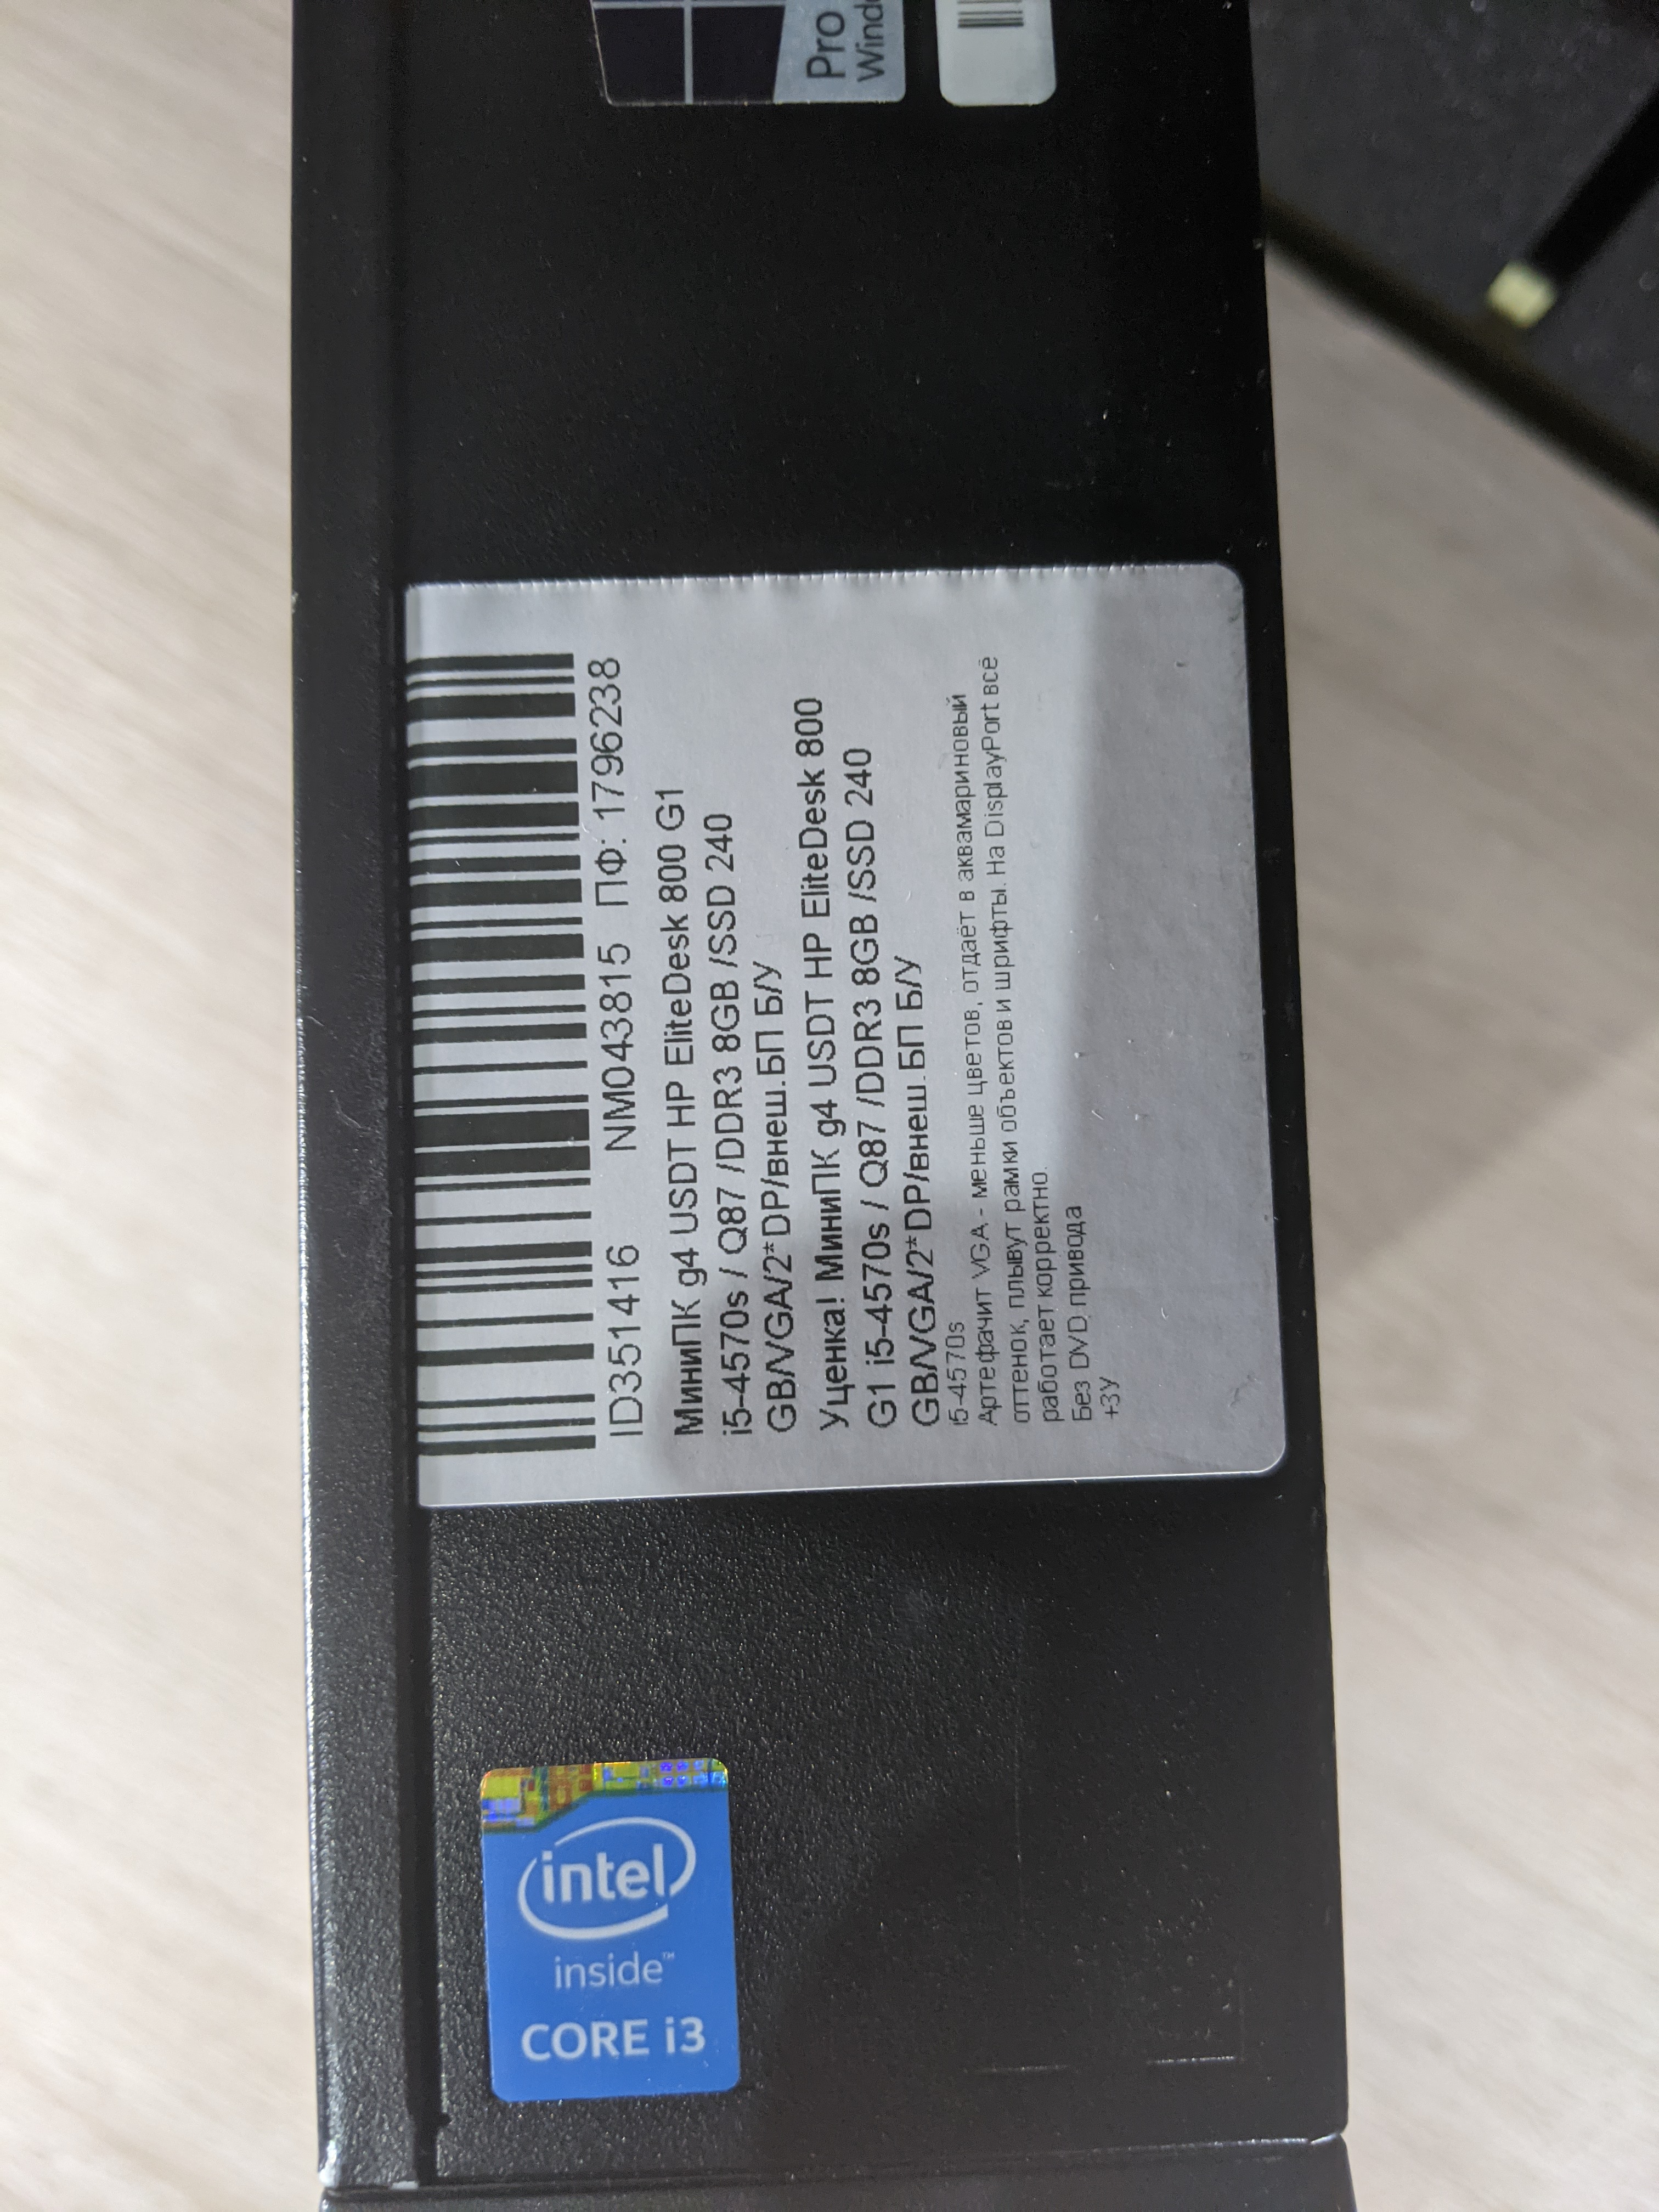 Pro
ID351416 NM043815 ПФ: 1796238
МиниПК g4 USDT HP EliteDesk 800 G1
i5-4570s / Q87 /DDR3 8GB /SSD 240
GB/VGA/2*DP/внеш.БП Б/У
Уценка! МиниПК g4 USDT HP EliteDesk 800
G1 i5-4570s / Q87 /DDR3 8GB /SSD 240
GB/VGA/2*DP/внеш.БП Б/У
i5-4570s
Артефачит VGA - меньше цветов, отдаёт в аквамариновый
оттенок, плывут рамки объектов и шрифты. На DisplayPort всё
работает корректно.
Без DVD привода
+ЗУ
intel
inside™
CORE i3